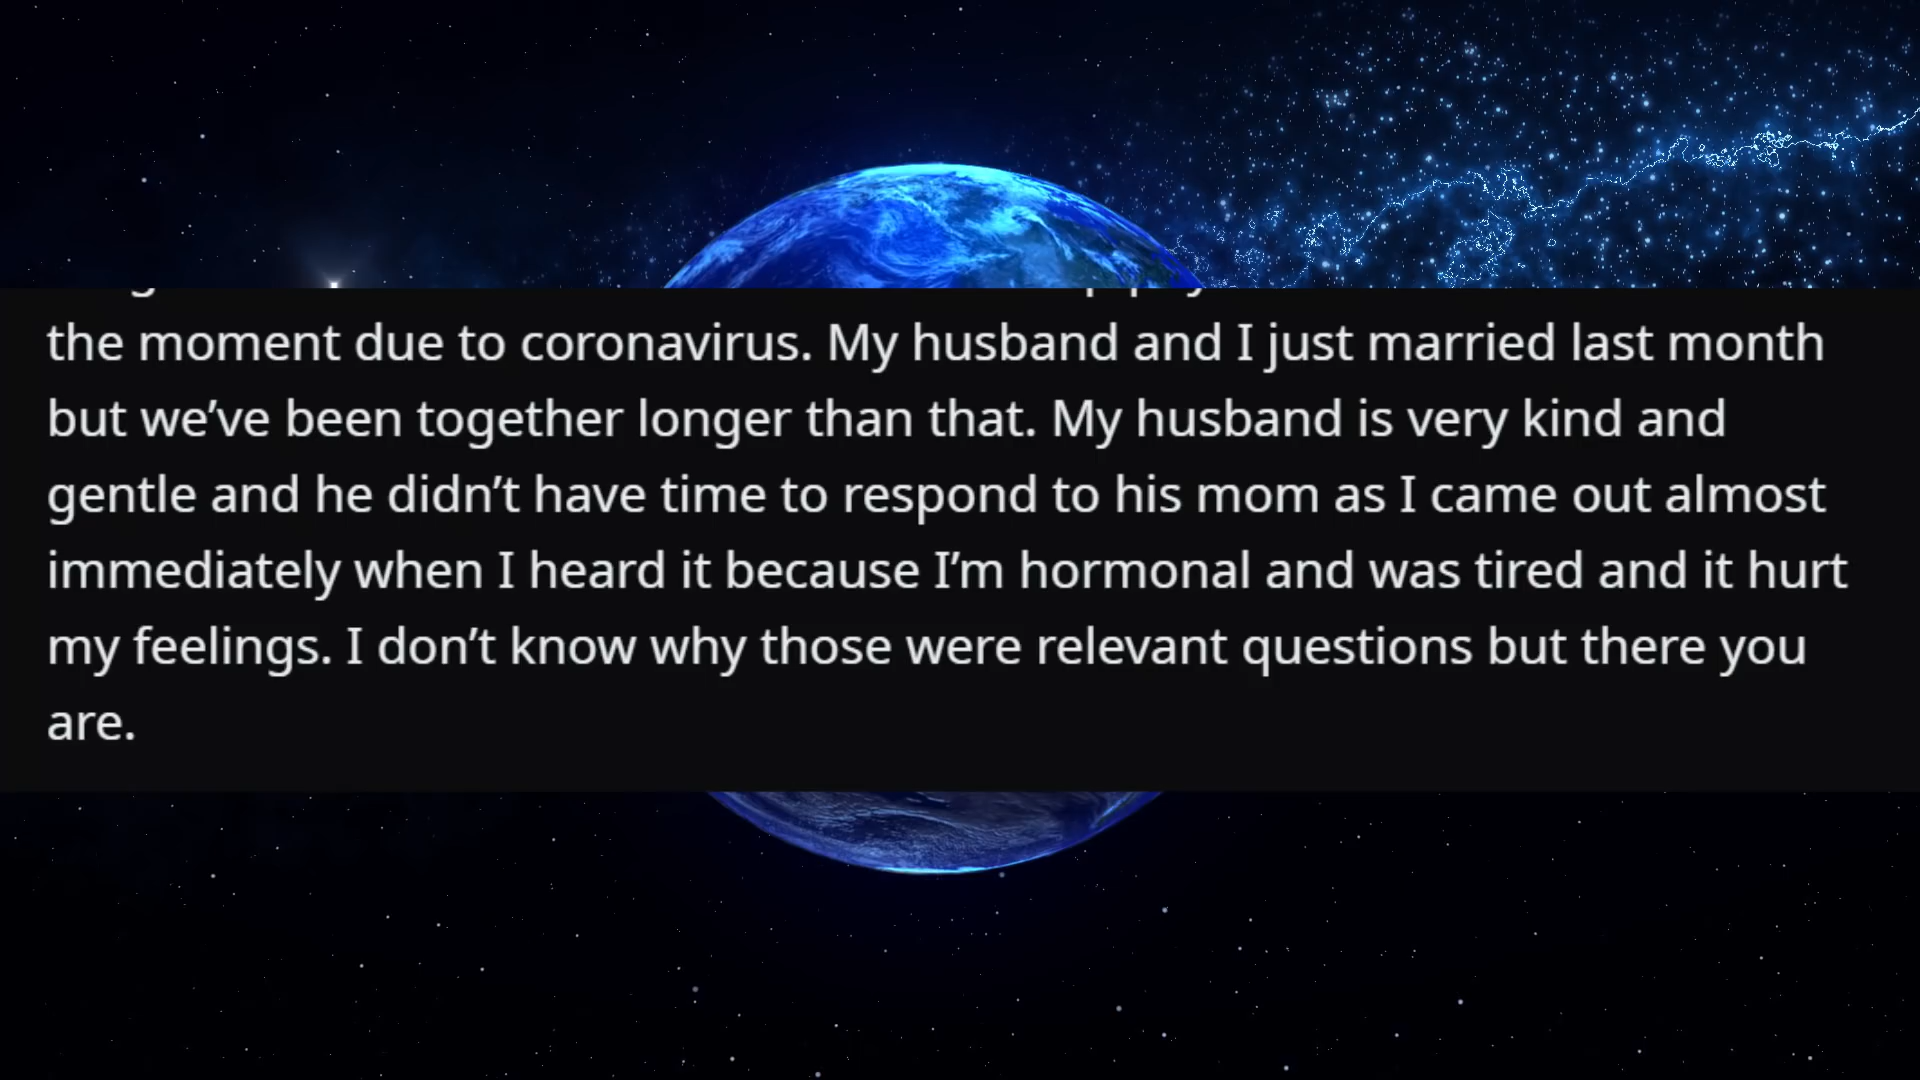 the moment due to coronavirus. My husband and I just married last month
but we’ve been together longer than that. My husband is very kind and
gentle and he didn’t have time to respond to his mom as I came out almost
immediately when I heard it because I’m hormonal and was tired and it hurt
my feelings. I don’t know why those were relevant questions but there you
are.